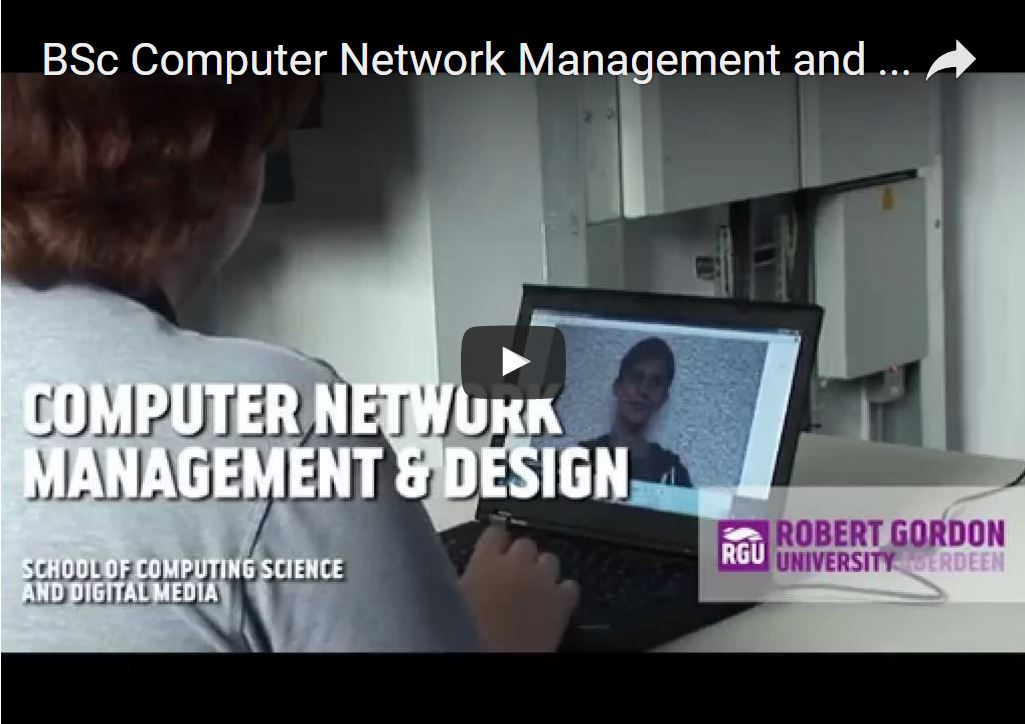 BSc Computer Network Management and ...
COMPUTER NETWORK
MANAGEMENT & DESIGN
SCHOOL OF COMPUTING SCIENCE
AND DIGITAL MEDIA
RGU
ROBERT GORDON
UNIVERSITY ABERDEEN